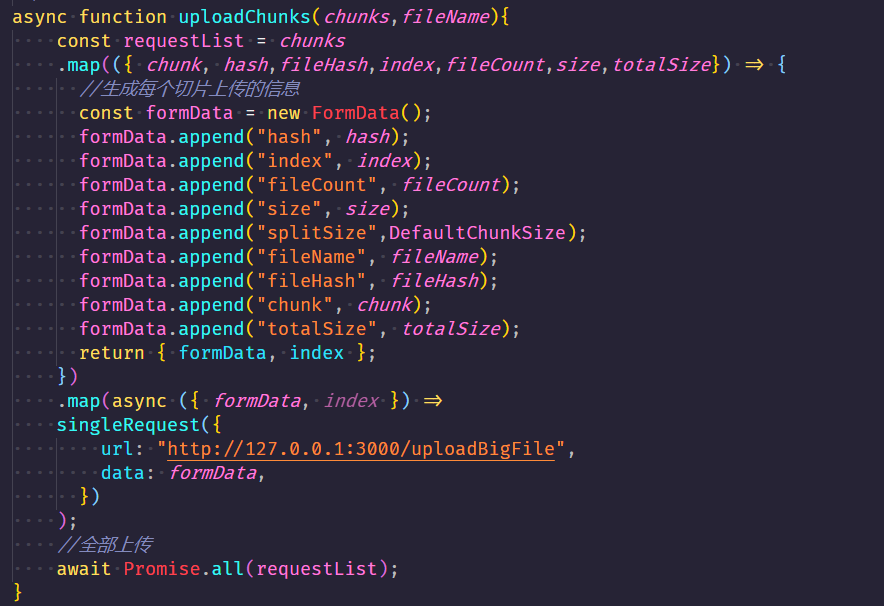 async function uploadChunks(chunks,fileName){
    const requestList = chunks
    .map(({ chunk, hash,fileHash,index,fileCount,size,totalSize}) => {
      //生成每个切片上传的信息
      const formData = new FormData();
      formData.append("hash", hash);
      formData.append("index", index);
      formData.append("fileCount", fileCount);
      formData.append("size", size);
      formData.append("splitSize",DefaultChunkSize);
      formData.append("fileName", fileName);
      formData.append("fileHash", fileHash);
      formData.append("chunk", chunk);
      formData.append("totalSize", totalSize);
      return { formData, index };
    })
    .map(async ({ formData, index }) =>
    singleRequest({
        url: "http://127.0.0.1:3000/uploadBigFile",
        data: formData,
      })
    );
    //全部上传
    await Promise.all(requestList);
}